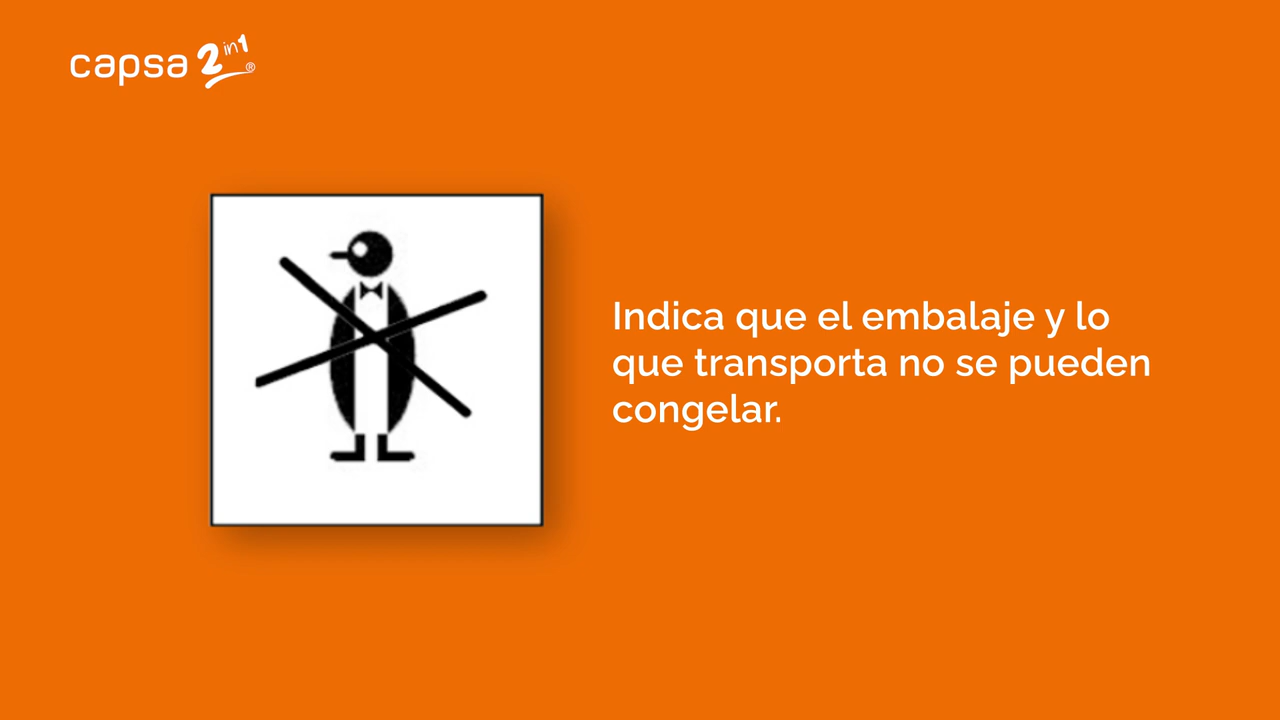 capsa 2in1®
Indica que el embalaje y lo
que transporta no se pueden
congelar.